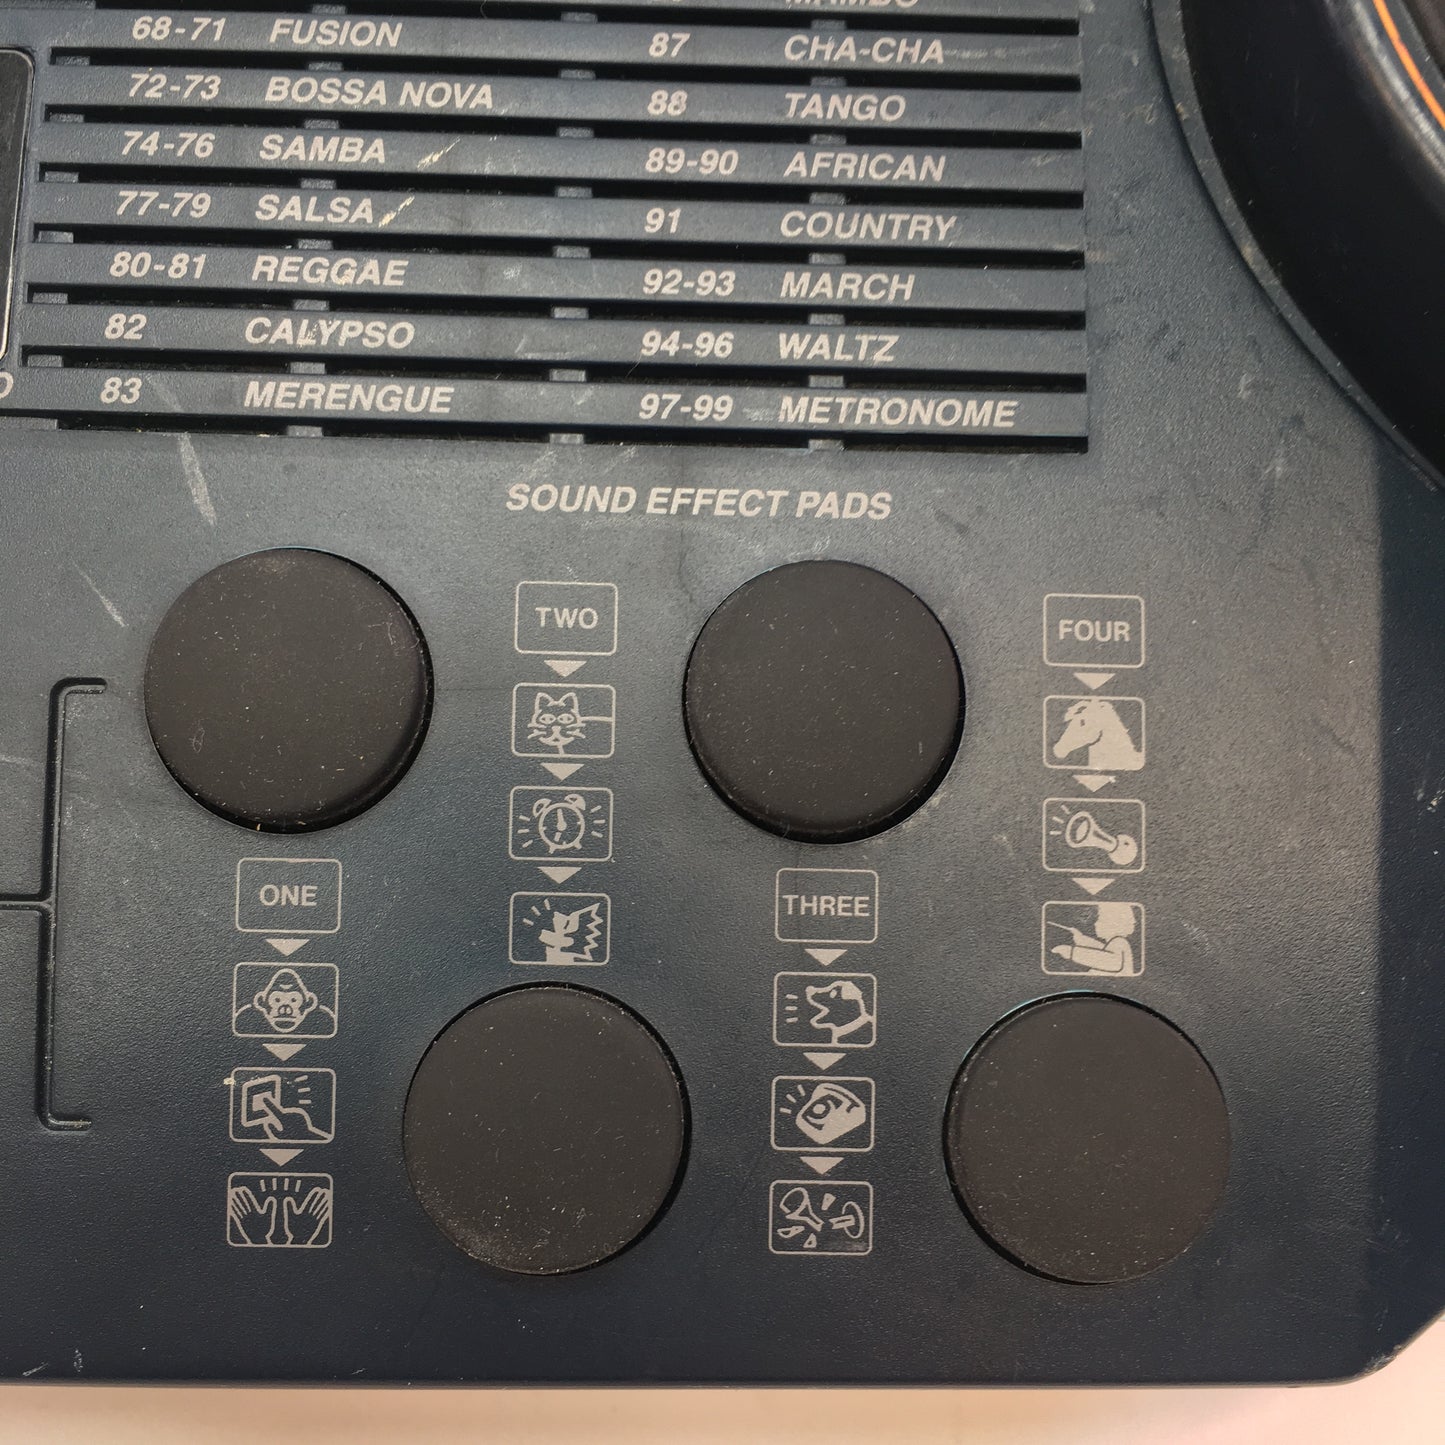 MAMBO
68-71 FUSION 87 CHA-CHA
72-73 BOSSA NOVA 88 TANGO
74-76 SAMBA 89-90 AFRICAN
77-79 SALSA 91 COUNTRY
80-81 REGGAE 92-93 MARCH
82 CALYPSO 94-96 WALTZ
83 MERENGUE 97-99 METRONOME
SOUND EFFECT PADS
TWO
FOUR
ONE
THREE